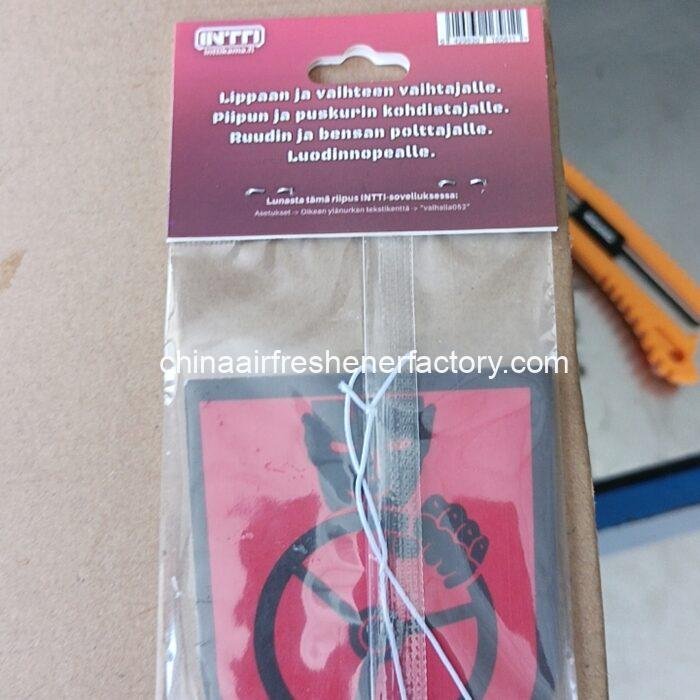 INTTI
inttikama.fi
Lippaan ja vaihteen vaihtajalle.
Piipun ja puskurin kohdistajalle.
Ruudin ja bensan polttajalle.
Luodinnopealle.
Lunasta tämä riipus INTTI-sovelluksessa:
Asetukset -> Oikean ylänurkan tekstikenttä -> "valhalla052"
chinaairfreshenerfactory.com